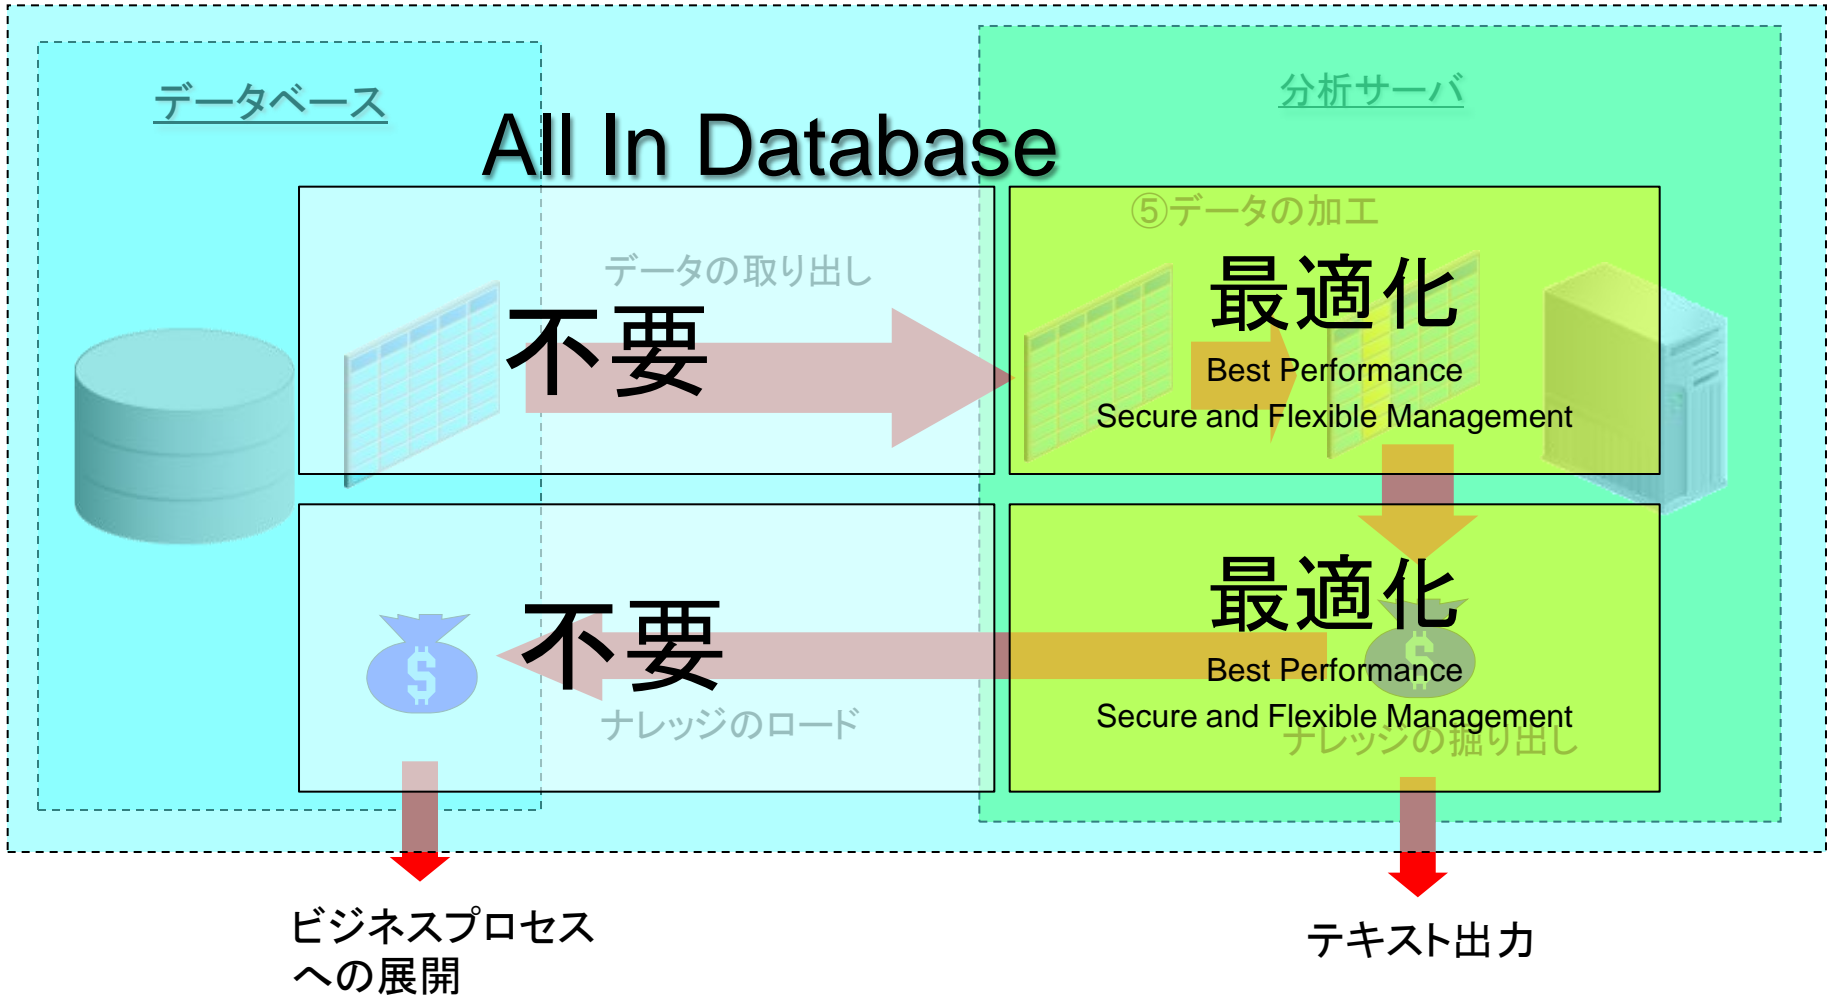 データベース
分析サーバ
All In Database
⑤データの加工
データの取り出し
不要
最適化
Best Performance
Secure and Flexible Management
不要
最適化
Best Performance
Secure and Flexible Management
$
$
ナレッジのロード
ナレッジの掘り出し
ビジネスプロセス
への展開
テキスト出力